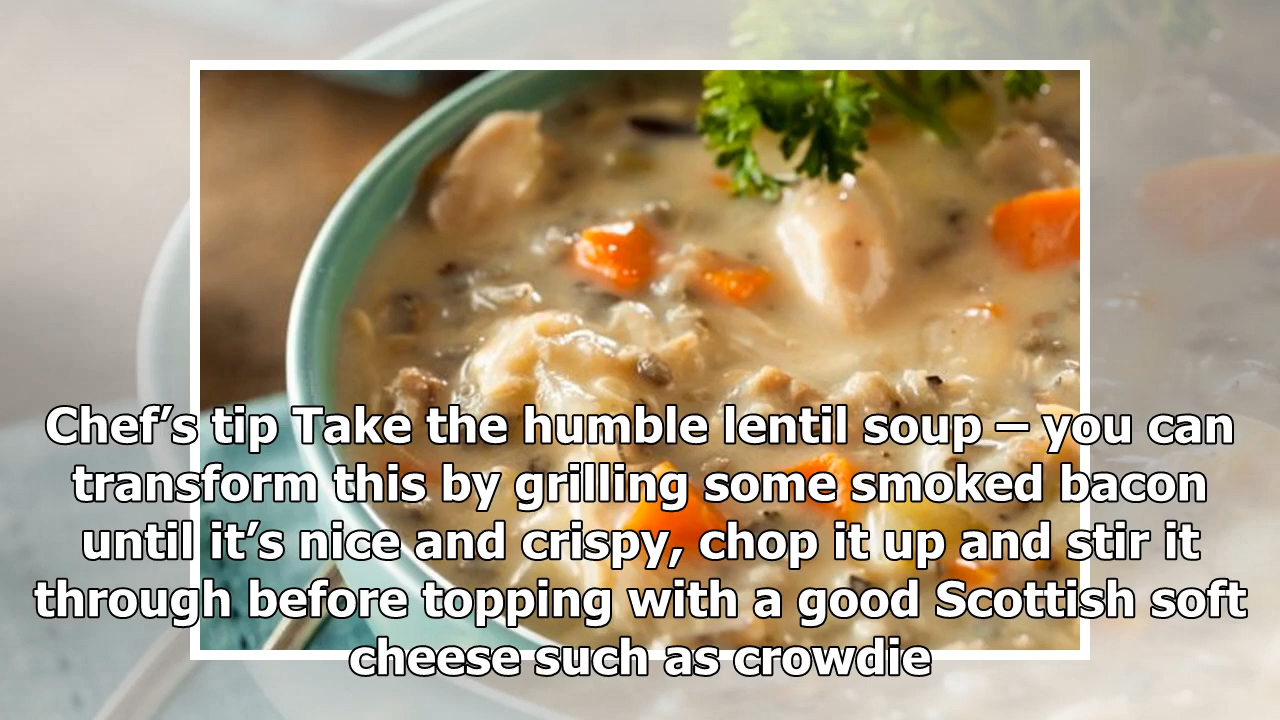 Chef’s tip Take the humble lentil soup – you can
transform this by grilling some smoked bacon
until it’s nice and crispy, chop it up and stir it
through before topping with a good Scottish soft
cheese such as crowdie